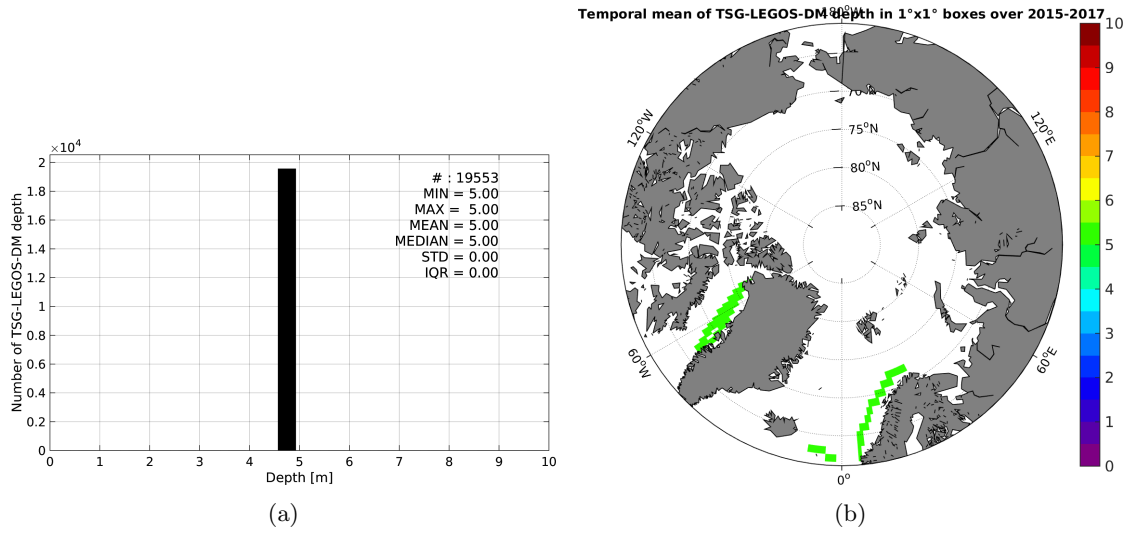 Temporal mean of TSG-LEGOS-DM depth in 1°x1° boxes over 2015-2017
×10⁴
2
1.8
1.6
1.4
1.2
1
0.8
0.6
0.4
0.2
0
Number of TSG-LEGOS-DM depth
# : 19553
MIN = 5.00
MAX = 5.00
MEAN = 5.00
MEDIAN = 5.00
STD = 0.00
IQR = 0.00
0 1 2 3 4 5 6 7 8 9 10
Depth [m]
(a)
180°W
120°W
120°E
60°W
60°E
0°
70°N
75°N
80°N
85°N
10
9
8
7
6
5
4
3
2
1
0
(b)